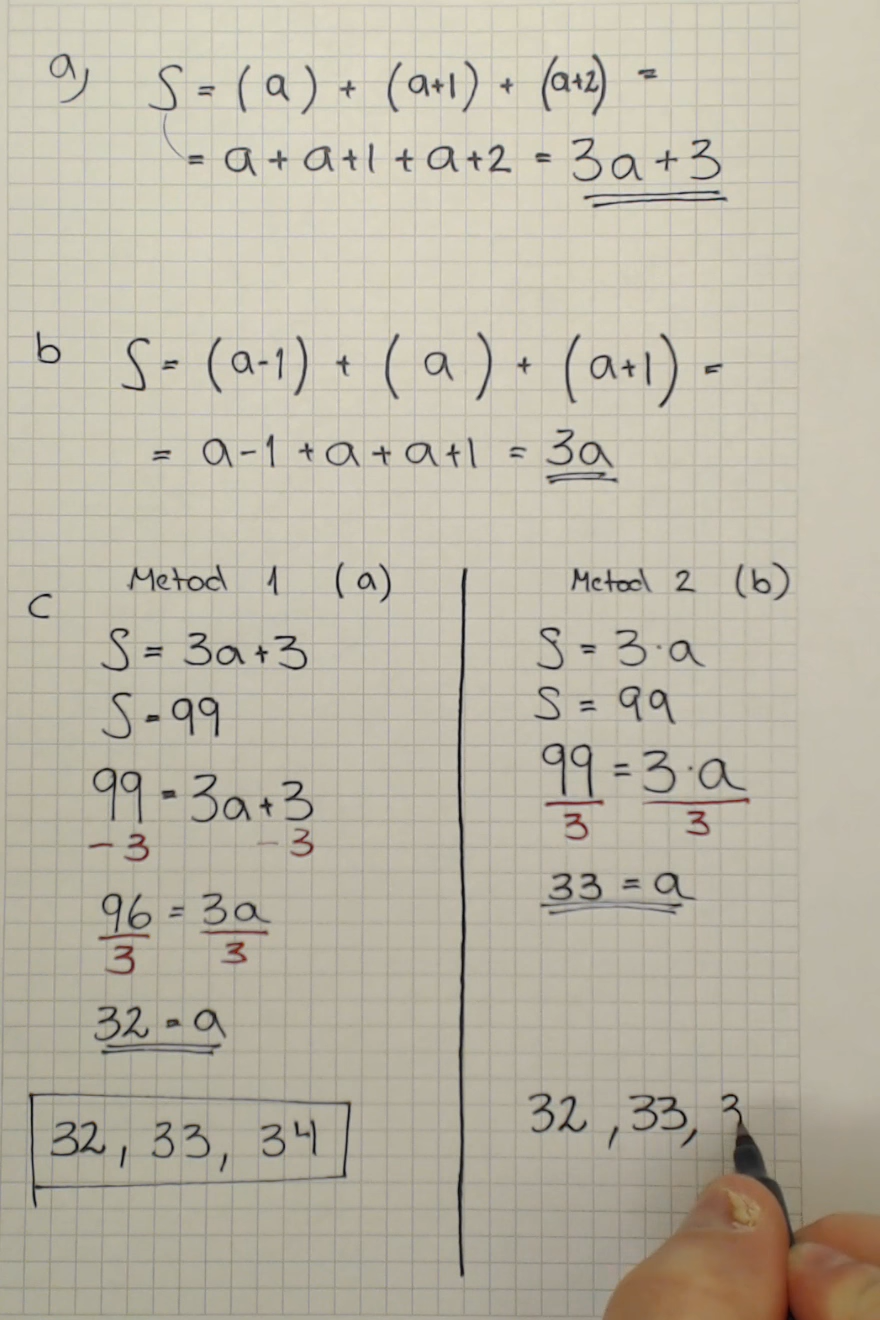 a) S = (a) + (a+1) + (a+2) =
= a + a+1 + a+2 = 3a+3
b S = (a-1) + (a) + (a+1) =
= a-1 + a + a+1 = 3a
c Metod 1 (a)
S = 3a+3
S = 99
99 = 3a+3
-3 -3
96 = 3a
3 3
32 = a
32, 33, 34
Metod 2 (b)
S = 3·a
S = 99
99 = 3·a
3 3
33 = a
32, 33, 3